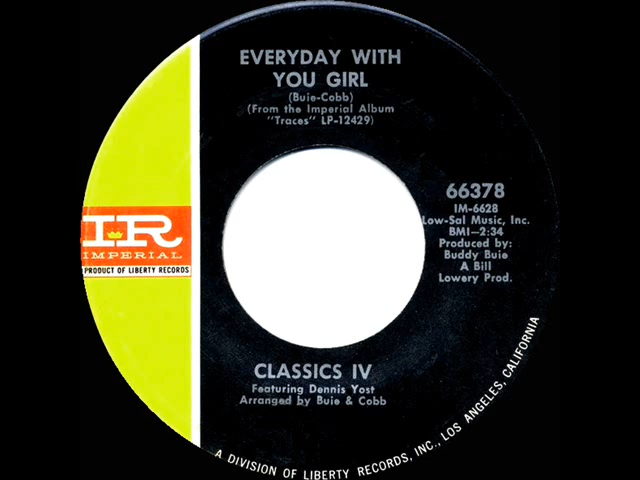 EVERYDAY WITH
YOU GIRL
(Buie-Cobb)
(From the Imperial Album
"Traces" LP-12429)
66378
IM-6628
Low-Sal Music, Inc.
BMI-2:34
Produced by:
Buddy Buie
A Bill
Lowery Prod.
IR
IMPERIAL
PRODUCT OF LIBERTY RECORDS
CLASSICS IV
Featuring Dennis Yost
Arranged by Buie & Cobb
A DIVISION OF LIBERTY RECORDS, INC., LOS ANGELES, CALIFORNIA